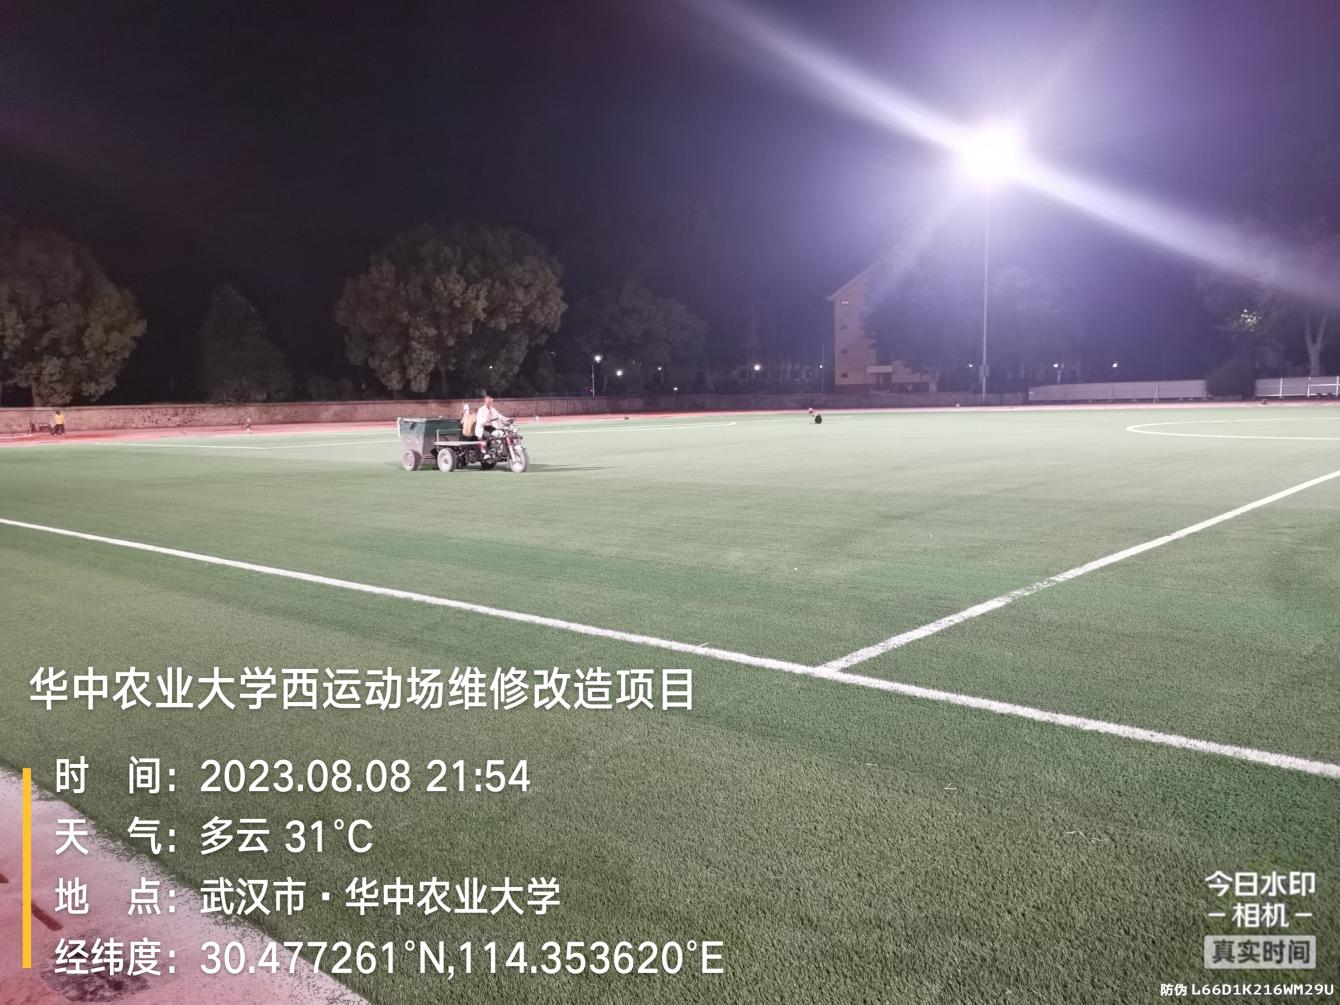 华中农业大学西运动场维修改造项目
时 间：2023.08.08 21:54
天 气：多云 31°C
地 点：武汉市·华中农业大学
经纬度：30.477261°N,114.353620°E
今日水印
-相机-
真实时间
防伪 L66D1K216WM29U